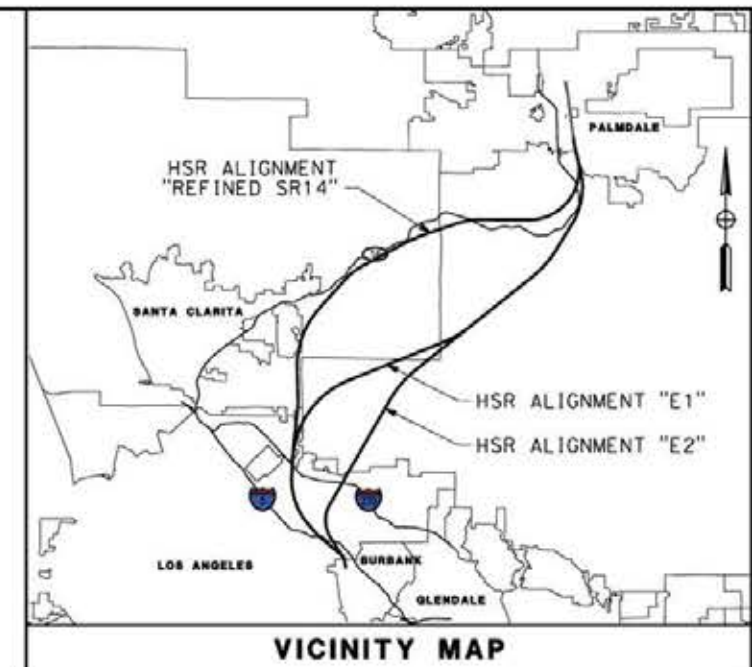 PALMDALE
HSR ALIGNMENT
"REFINED SR14"
SANTA CLARITA
HSR ALIGNMENT "E1"
HSR ALIGNMENT "E2"
5
LOS ANGELES
BURBANK
GLENDALE
VICINITY MAP